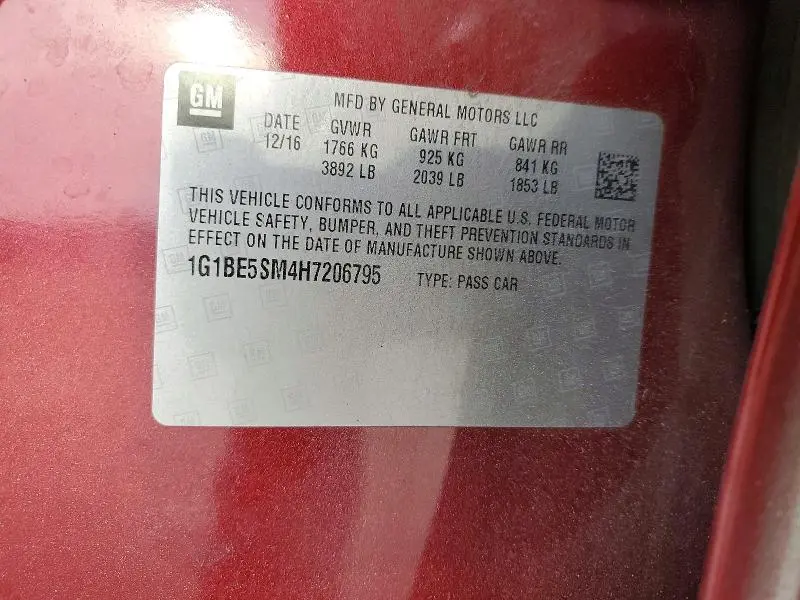 GM
MFD BY GENERAL MOTORS LLC
DATE GVWR GAWR FRT GAWR RR
12/16 1766 KG 925 KG 841 KG
3892 LB 2039 LB 1853 LB
THIS VEHICLE CONFORMS TO ALL APPLICABLE U.S. FEDERAL MOTOR
VEHICLE SAFETY, BUMPER, AND THEFT PREVENTION STANDARDS IN
EFFECT ON THE DATE OF MANUFACTURE SHOWN ABOVE.
1G1BE5SM4H7206795 TYPE: PASS CAR